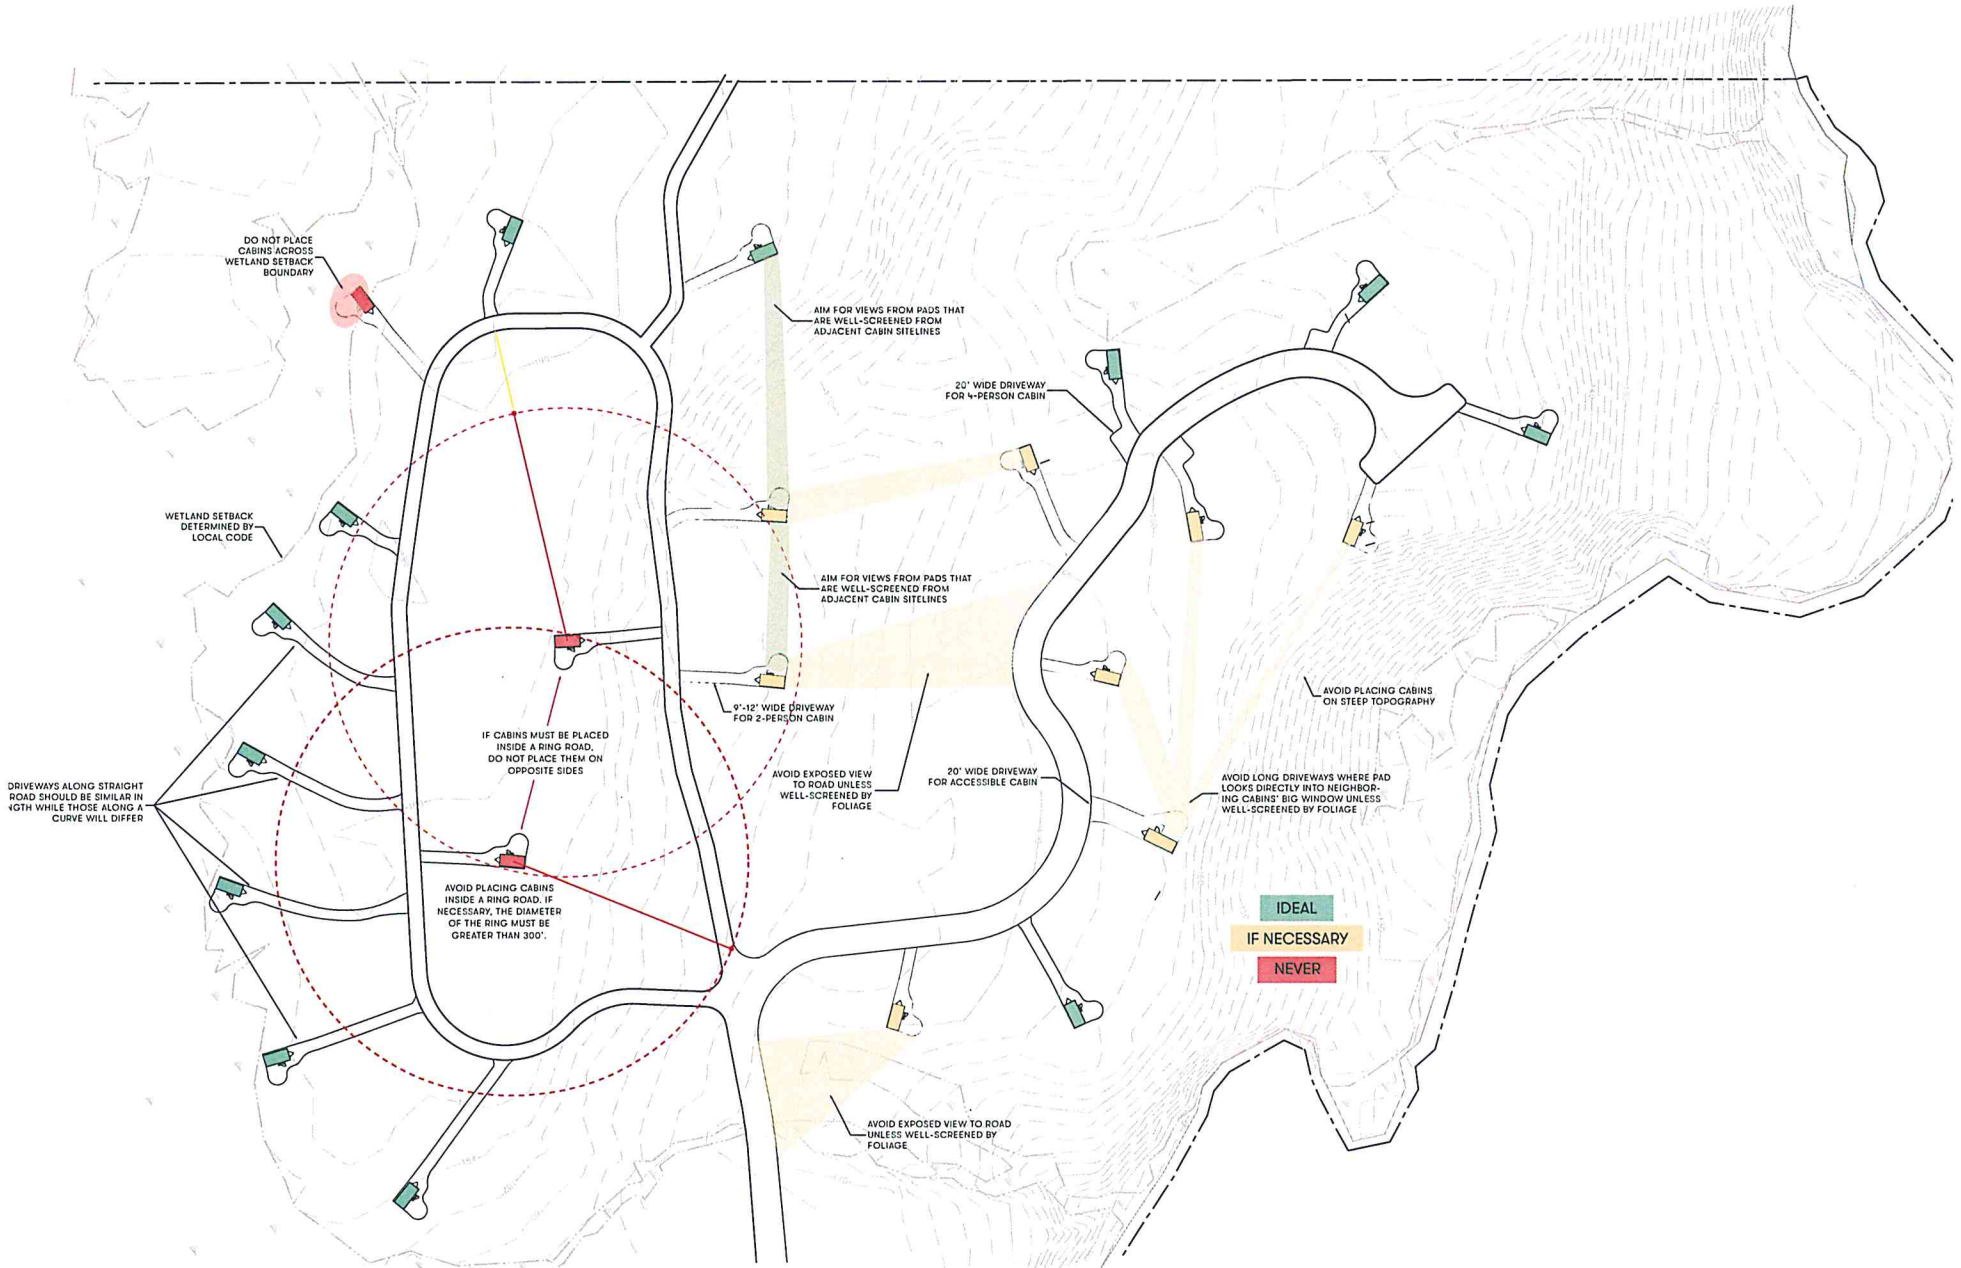 DO NOT PLACE
CABINS ACROSS
WETLAND SETBACK
BOUNDARY
AIM FOR VIEWS FROM PADS THAT
ARE WELL-SCREENED FROM
ADJACENT CABIN SITELINES
20' WIDE DRIVEWAY
FOR 4-PERSON CABIN
WETLAND SETBACK
DETERMINED BY
LOCAL CODE
AIM FOR VIEWS FROM PADS THAT
ARE WELL-SCREENED FROM
ADJACENT CABIN SITELINES
9'-12' WIDE DRIVEWAY
FOR 2-PERSON CABIN
AVOID PLACING CABINS
ON STEEP TOPOGRAPHY
IF CABINS MUST BE PLACED
INSIDE A RING ROAD,
DO NOT PLACE THEM ON
OPPOSITE SIDES
AVOID EXPOSED VIEW
TO ROAD UNLESS
WELL-SCREENED BY
FOLIAGE
20' WIDE DRIVEWAY
FOR ACCESSIBLE CABIN
AVOID LONG DRIVEWAYS WHERE PAD
LOOKS DIRECTLY INTO NEIGHBOR-
ING CABINS' BIG WINDOW UNLESS
WELL-SCREENED BY FOLIAGE
DRIVEWAYS ALONG STRAIGHT
ROAD SHOULD BE SIMILAR IN
NGTH WHILE THOSE ALONG A
CURVE WILL DIFFER
AVOID PLACING CABINS
INSIDE A RING ROAD. IF
NECESSARY, THE DIAMETER
OF THE RING MUST BE
GREATER THAN 300'.
IDEAL
IF NECESSARY
NEVER
AVOID EXPOSED VIEW TO ROAD
UNLESS WELL-SCREENED BY
FOLIAGE